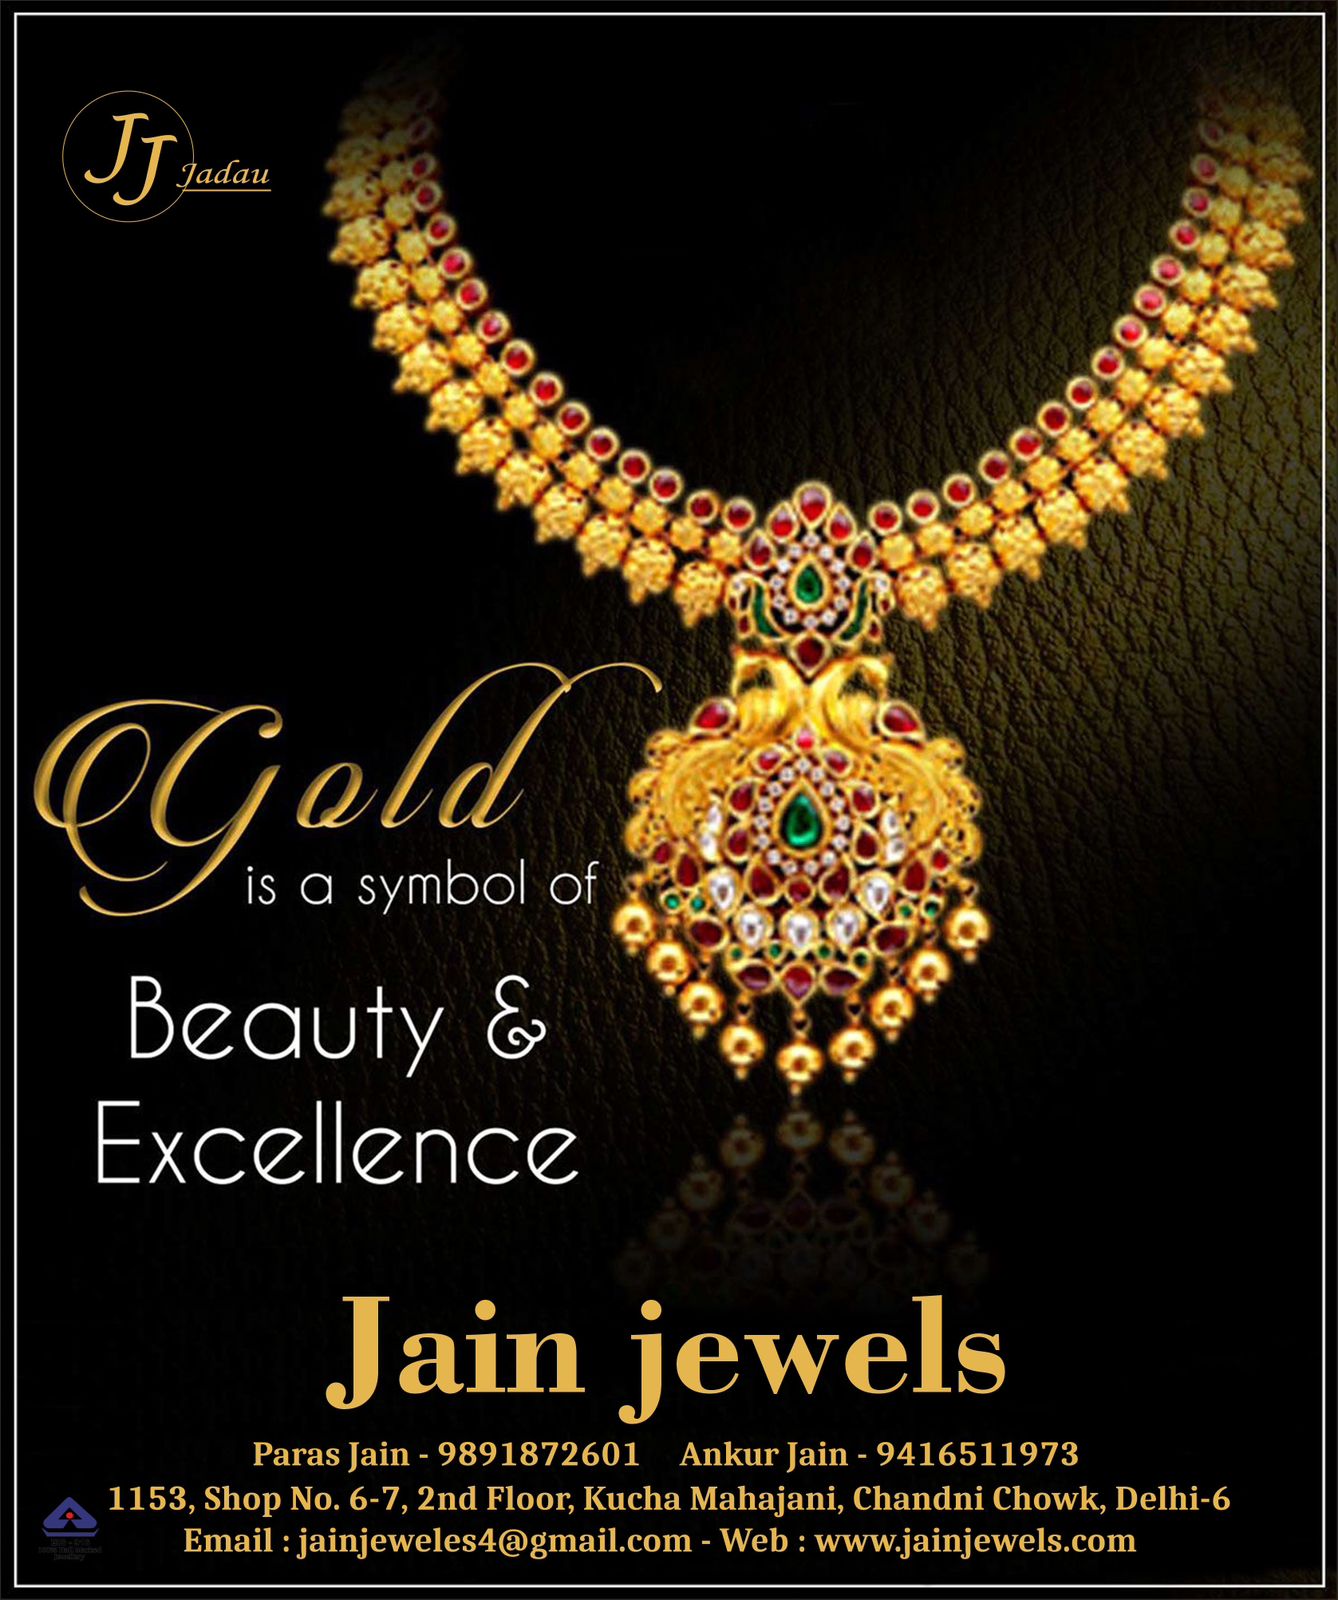 JJ Jadau
Gold
is a symbol of
Beauty &
Excellence
Jain jewels
Paras Jain - 9891872601 Ankur Jain - 9416511973
1153, Shop No. 6-7, 2nd Floor, Kucha Mahajani, Chandni Chowk, Delhi-6
Email : jainjeweles4@gmail.com - Web : www.jainjewels.com